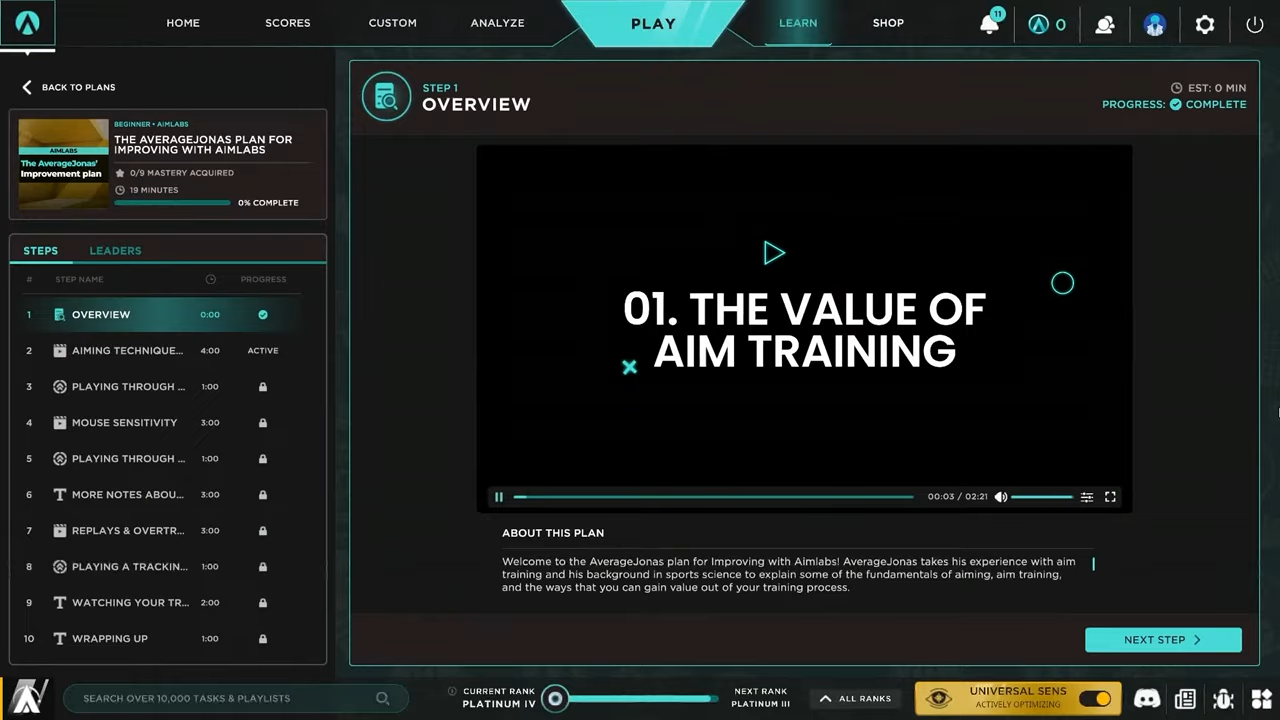 HOME
SCORES
CUSTOM
ANALYZE
PLAY
LEARN
SHOP
11
0
BACK TO PLANS
BEGINNER • AIMLABS
THE AVERAGEJONAS PLAN FOR
IMPROVING WITH AIMLABS
0/9 MASTERY ACQUIRED
19 MINUTES
0% COMPLETE
AIMLABS
The AverageJonas'
Improvement plan
STEPS
LEADERS
# STEP NAME PROGRESS
1 OVERVIEW 0:00
2 AIMING TECHNIQUE... 4:00 ACTIVE
3 PLAYING THROUGH ... 1:00
4 MOUSE SENSITIVITY 3:00
5 PLAYING THROUGH ... 1:00
6 MORE NOTES ABOU... 3:00
7 REPLAYS & OVERTR... 3:00
8 PLAYING A TRACKIN... 1:00
9 WATCHING YOUR TR... 2:00
10 WRAPPING UP 1:00
STEP 1
OVERVIEW
EST: 0 MIN
PROGRESS: COMPLETE
01. THE VALUE OF
AIM TRAINING
00:03 / 02:21
ABOUT THIS PLAN
Welcome to the AverageJonas plan for Improving with Aimlabs! AverageJonas takes his experience with aim
training and his background in sports science to explain some of the fundamentals of aiming, aim training,
and the ways that you can gain value out of your training process.
NEXT STEP
SEARCH OVER 10,000 TASKS & PLAYLISTS
CURRENT RANK
PLATINUM IV
NEXT RANK
PLATINUM III
ALL RANKS
UNIVERSAL SENS
ACTIVELY OPTIMIZING